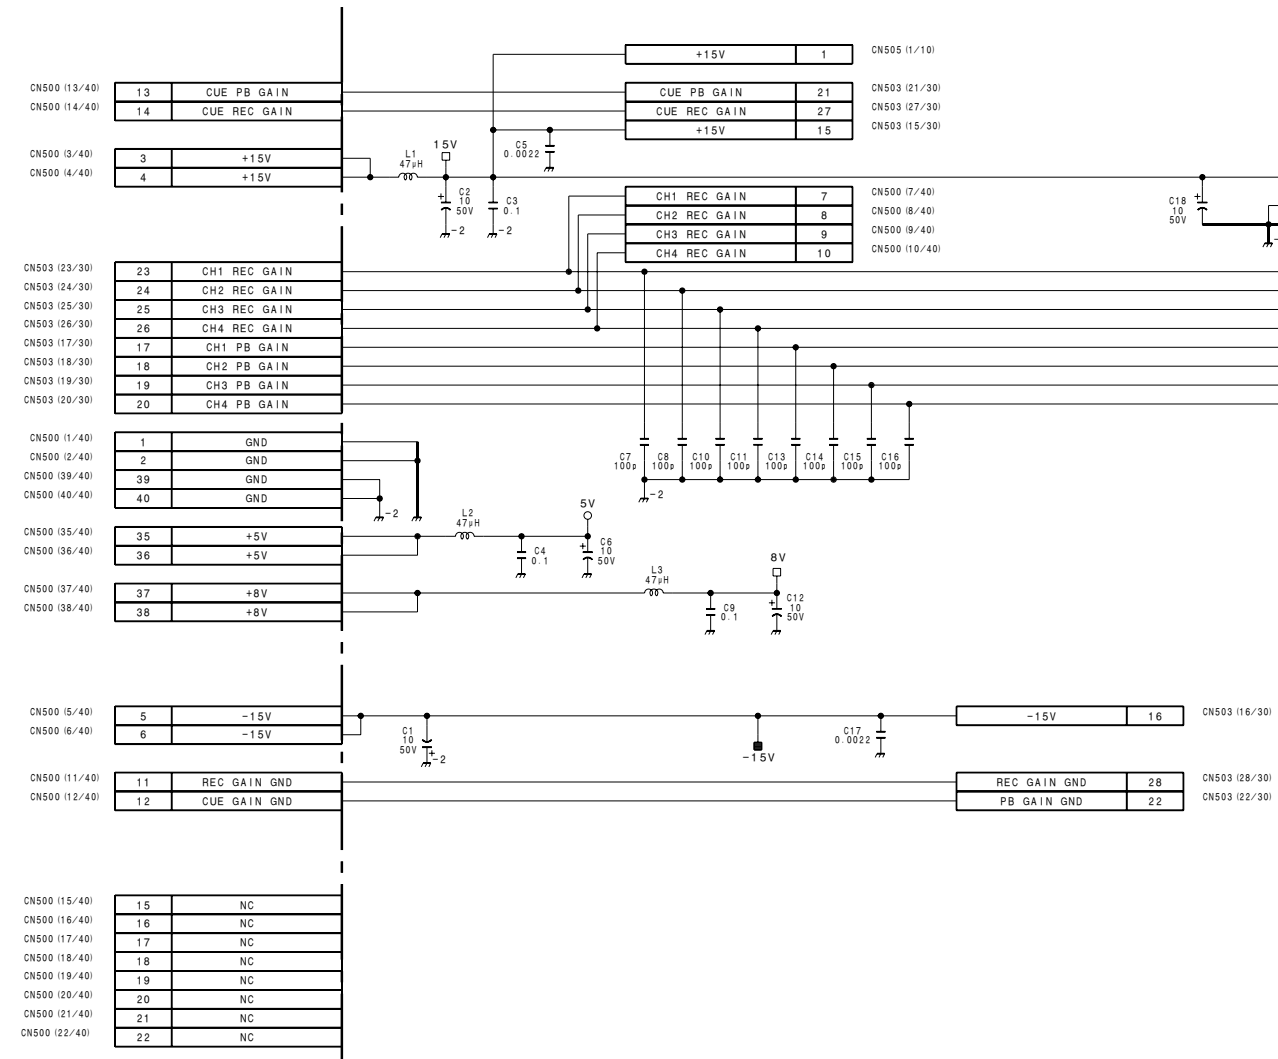 +15V 1 CN505 (1/10)
CN500 (13/40) 13 CUE PB GAIN CUE PB GAIN 21 CN503 (21/30)
CN500 (14/40) 14 CUE REC GAIN CUE REC GAIN 27 CN503 (27/30)
+15V 15 CN503 (15/30)
C5
0.0022
15V
L1
47μH
CN500 (3/40) 3 +15V
CN500 (4/40) 4 +15V
+ C2
10
50V
-2
C3
0.1
-2
CH1 REC GAIN 7 CN500 (7/40)
CH2 REC GAIN 8 CN500 (8/40)
CH3 REC GAIN 9 CN500 (9/40)
CH4 REC GAIN 10 CN500 (10/40)
C18 +
10
50V
CN503 (23/30) 23 CH1 REC GAIN
CN503 (24/30) 24 CH2 REC GAIN
CN503 (25/30) 25 CH3 REC GAIN
CN503 (26/30) 26 CH4 REC GAIN
CN503 (17/30) 17 CH1 PB GAIN
CN503 (18/30) 18 CH2 PB GAIN
CN503 (19/30) 19 CH3 PB GAIN
CN503 (20/30) 20 CH4 PB GAIN
CN500 (1/40) 1 GND
CN500 (2/40) 2 GND
CN500 (39/40) 39 GND
CN500 (40/40) 40 GND
-2
C7 C8 C10 C11 C13 C14 C15 C16
100p 100p 100p 100p 100p 100p 100p 100p
-2
5V
L2
47μH
CN500 (35/40) 35 +5V
CN500 (36/40) 36 +5V
C4
0.1
+ C6
10
50V
8V
L3
47μH
CN500 (37/40) 37 +8V
CN500 (38/40) 38 +8V
C9
0.1
+ C12
10
50V
CN500 (5/40) 5 -15V -15V 16 CN503 (16/30)
CN500 (6/40) 6 -15V
C1
10
50V +
-2
-15V
C17
0.0022
CN500 (11/40) 11 REC GAIN GND REC GAIN GND 28 CN503 (28/30)
CN500 (12/40) 12 CUE GAIN GND PB GAIN GND 22 CN503 (22/30)
CN500 (15/40) 15 NC
CN500 (16/40) 16 NC
CN500 (17/40) 17 NC
CN500 (18/40) 18 NC
CN500 (19/40) 19 NC
CN500 (20/40) 20 NC
CN500 (21/40) 21 NC
CN500 (22/40) 22 NC